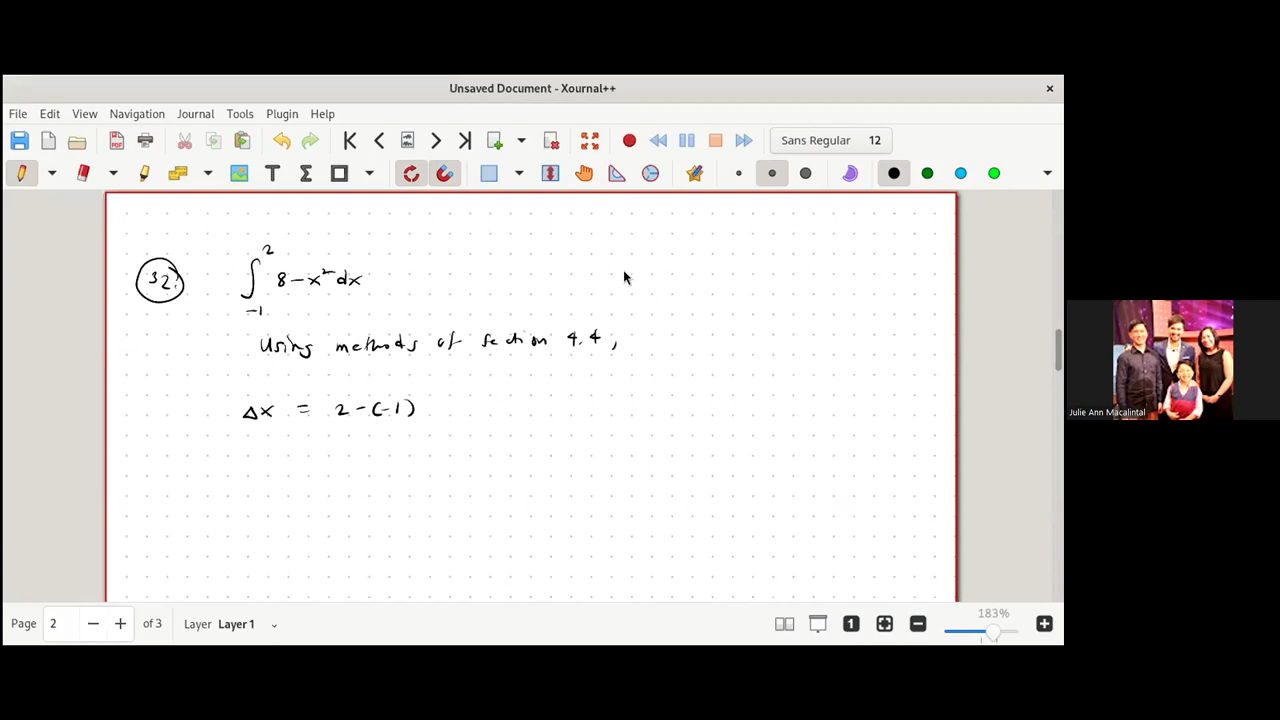 Unsaved Document - Xournal++
File Edit View Navigation Journal Tools Plugin Help
Sans Regular 12
32.
∫_{-1}^{2} 8 - x² dx
Using methods of section 4.4,
Δx = 2 - (-1)
Julie Ann Macalintal
Page 2 of 3 Layer Layer 1
183%